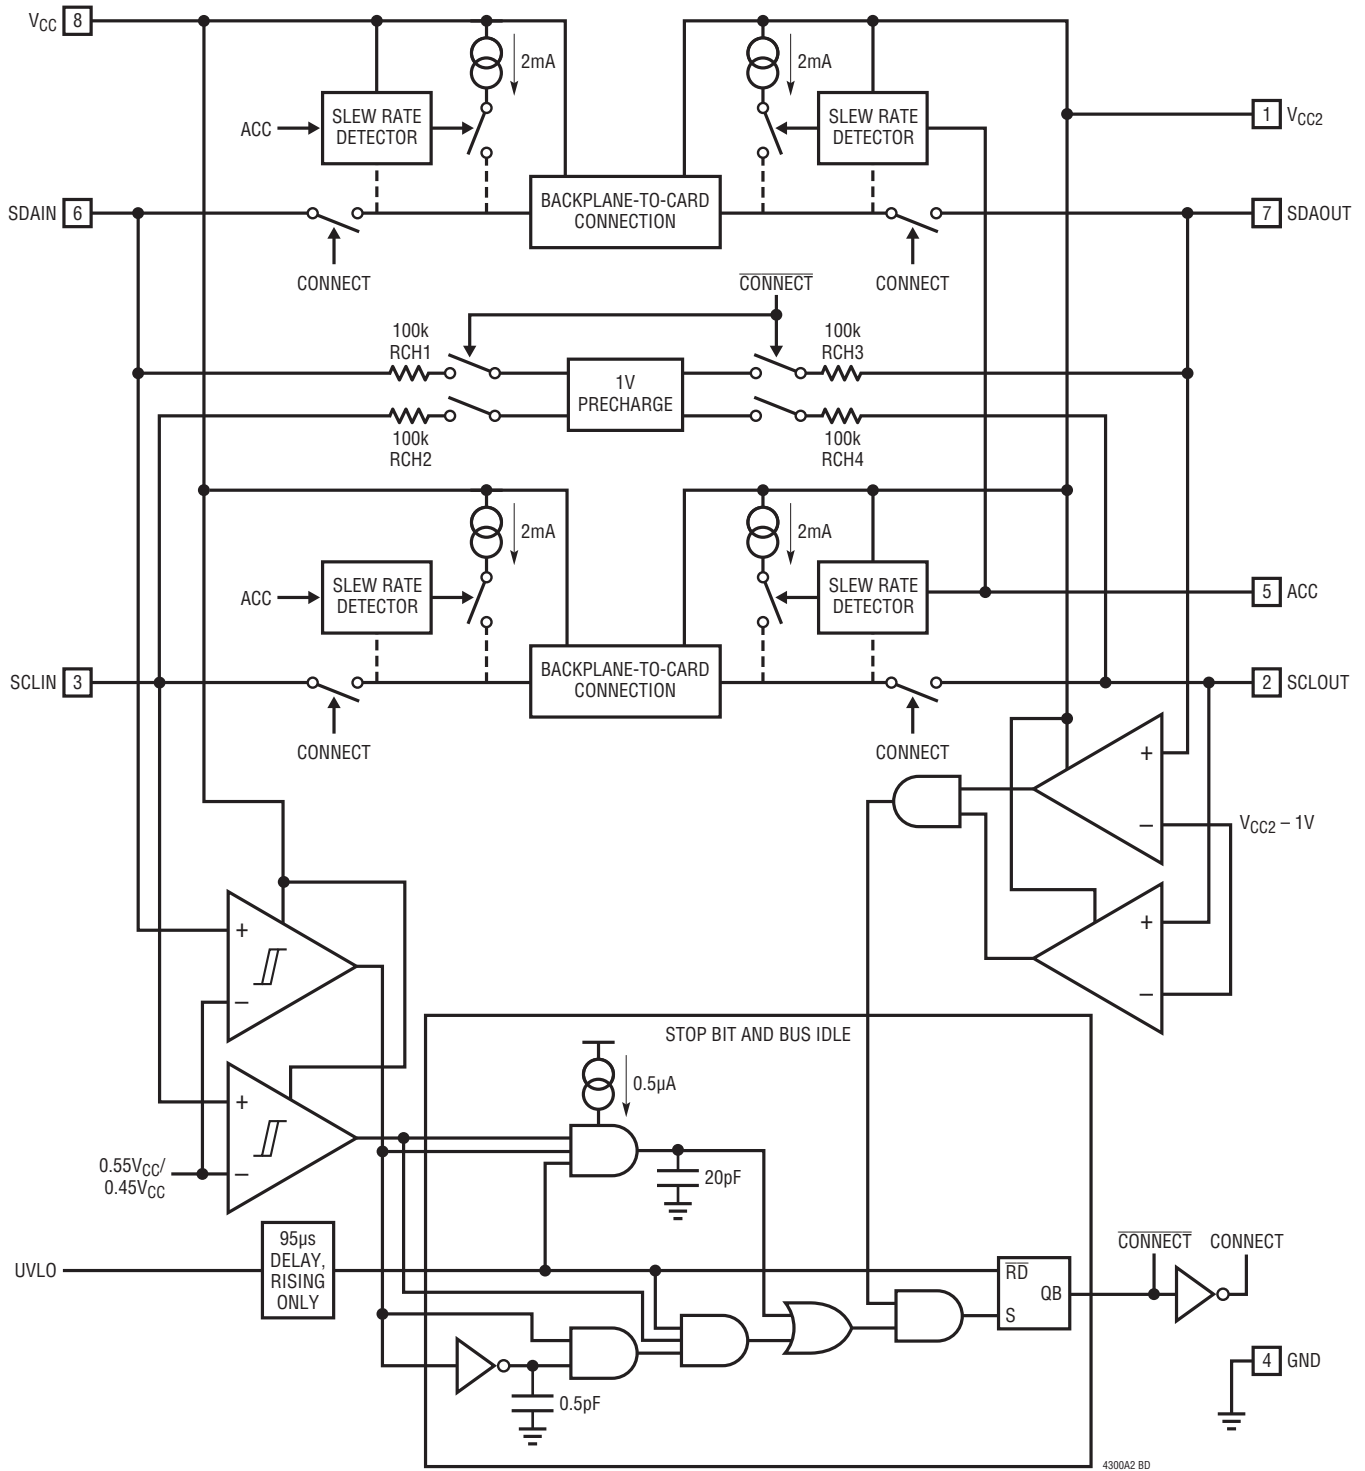 VCC 8
2mA
2mA
SLEW RATE
DETECTOR
ACC
SLEW RATE
DETECTOR
1 VCC2
SDAIN 6
BACKPLANE-TO-CARD
CONNECTION
7 SDAOUT
CONNECT
CONNECT
CONNECT
100k
RCH1
100k
RCH3
1V
PRECHARGE
100k
RCH2
100k
RCH4
2mA
2mA
ACC
SLEW RATE
DETECTOR
SLEW RATE
DETECTOR
5 ACC
SCLIN 3
BACKPLANE-TO-CARD
CONNECTION
2 SCLOUT
CONNECT
CONNECT
+
–
VCC2 – 1V
+
–
+
–
STOP BIT AND BUS IDLE
0.5µA
+
–
0.55VCC/
0.45VCC
20pF
UVLO
95µs
DELAY,
RISING
ONLY
RD
QB
S
CONNECT
CONNECT
0.5pF
4 GND
4300A2 BD